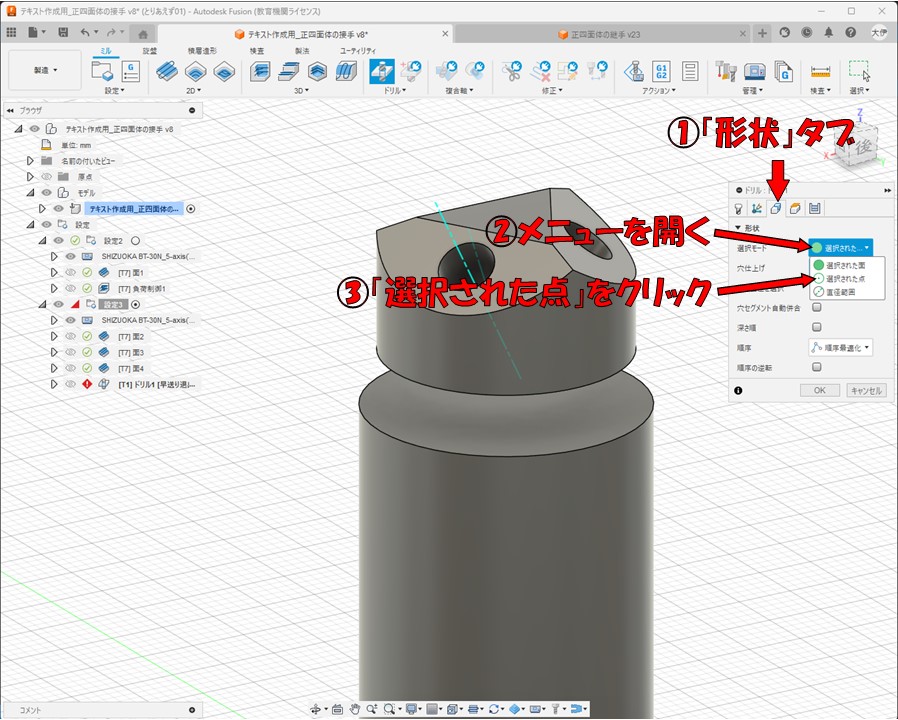 テキスト作成用_正四面体の接手 v8* (とりあえず01) - Autodesk Fusion (教育機関ライセンス)
テキスト作成用_正四面体の接手 v8*
正四面体の継手 v23
大伊
製造
ミル
旋盤
積層造形
検査
製法
ユーティリティ
設定
2D
3D
ドリル
複合軸
修正
アクション
管理
検査
選択
G1
G2
ブラウザ
テキスト作成用_正四面体の接手 v8
単位: mm
名前の付いたビュー
原点
モデル
テキスト作成用_正四面体の...
設定
設定2
SHIZUOKA BT-30N_5-axis(...
[T7] 面1
[T7] 負荷制御1
設定3
SHIZUOKA BT-30N_5-axis(...
[T7] 面2
[T7] 面3
[T7] 面4
[T1] ドリル1 [早送り退...
①「形状」タブ
Z
後
X
Y
②メニューを開く
③「選択された点」をクリック
形状
選択モード
選択された...
選択された面
選択された点
直径範囲
穴仕上げ
穴セグメント自動併合
深さ順
順序
順序最適化
順序の逆転
OK
キャンセル
コメント